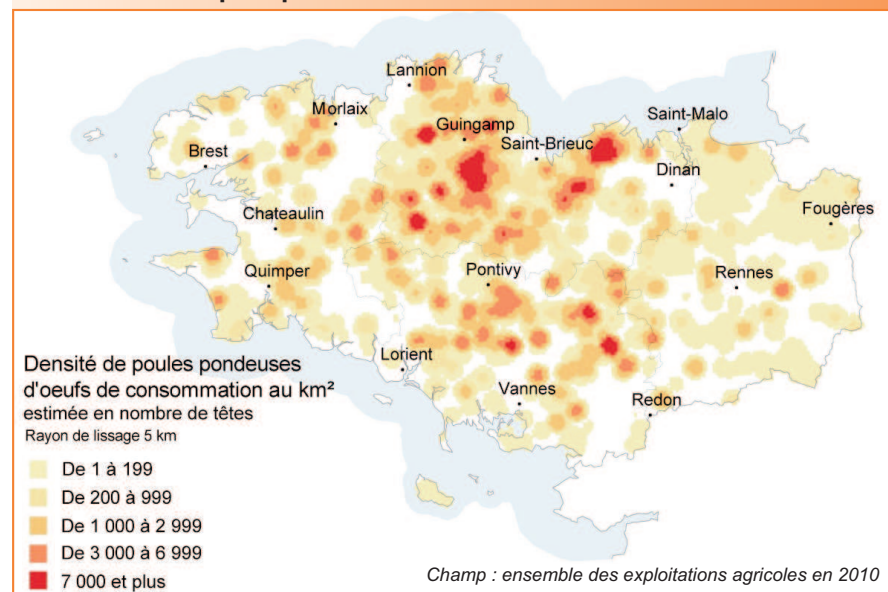 Lannion
Morlaix
Saint-Malo
Guingamp
Saint-Brieuc
Brest
Dinan
Chateaulin
Fougères
Quimper
Pontivy
Rennes
Lorient
Vannes
Redon
Densité de poules pondeuses
d'oeufs de consommation au km²
estimée en nombre de têtes
Rayon de lissage 5 km
De 1 à 199
De 200 à 999
De 1 000 à 2 999
De 3 000 à 6 999
7 000 et plus
Champ : ensemble des exploitations agricoles en 2010